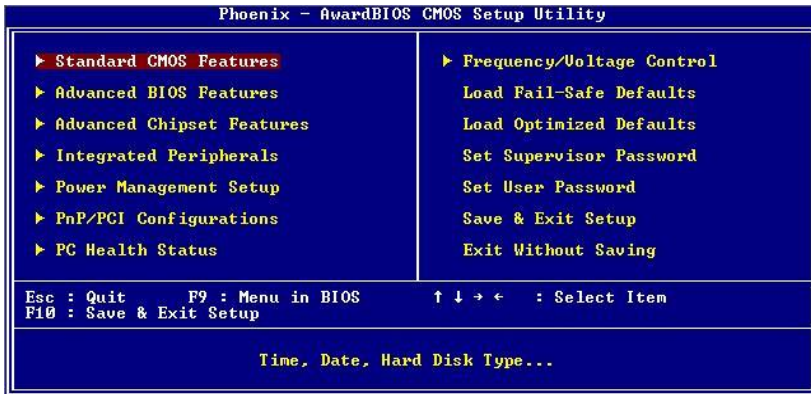 Phoenix - AwardBIOS CMOS Setup Utility
Standard CMOS Features
Advanced BIOS Features
Advanced Chipset Features
Integrated Peripherals
Power Management Setup
PnP/PCI Configurations
PC Health Status
Frequency/Voltage Control
Load Fail-Safe Defaults
Load Optimized Defaults
Set Supervisor Password
Set User Password
Save & Exit Setup
Exit Without Saving
Esc : Quit F9 : Menu in BIOS ↑ ↓ → ← : Select Item
F10 : Save & Exit Setup
Time, Date, Hard Disk Type...